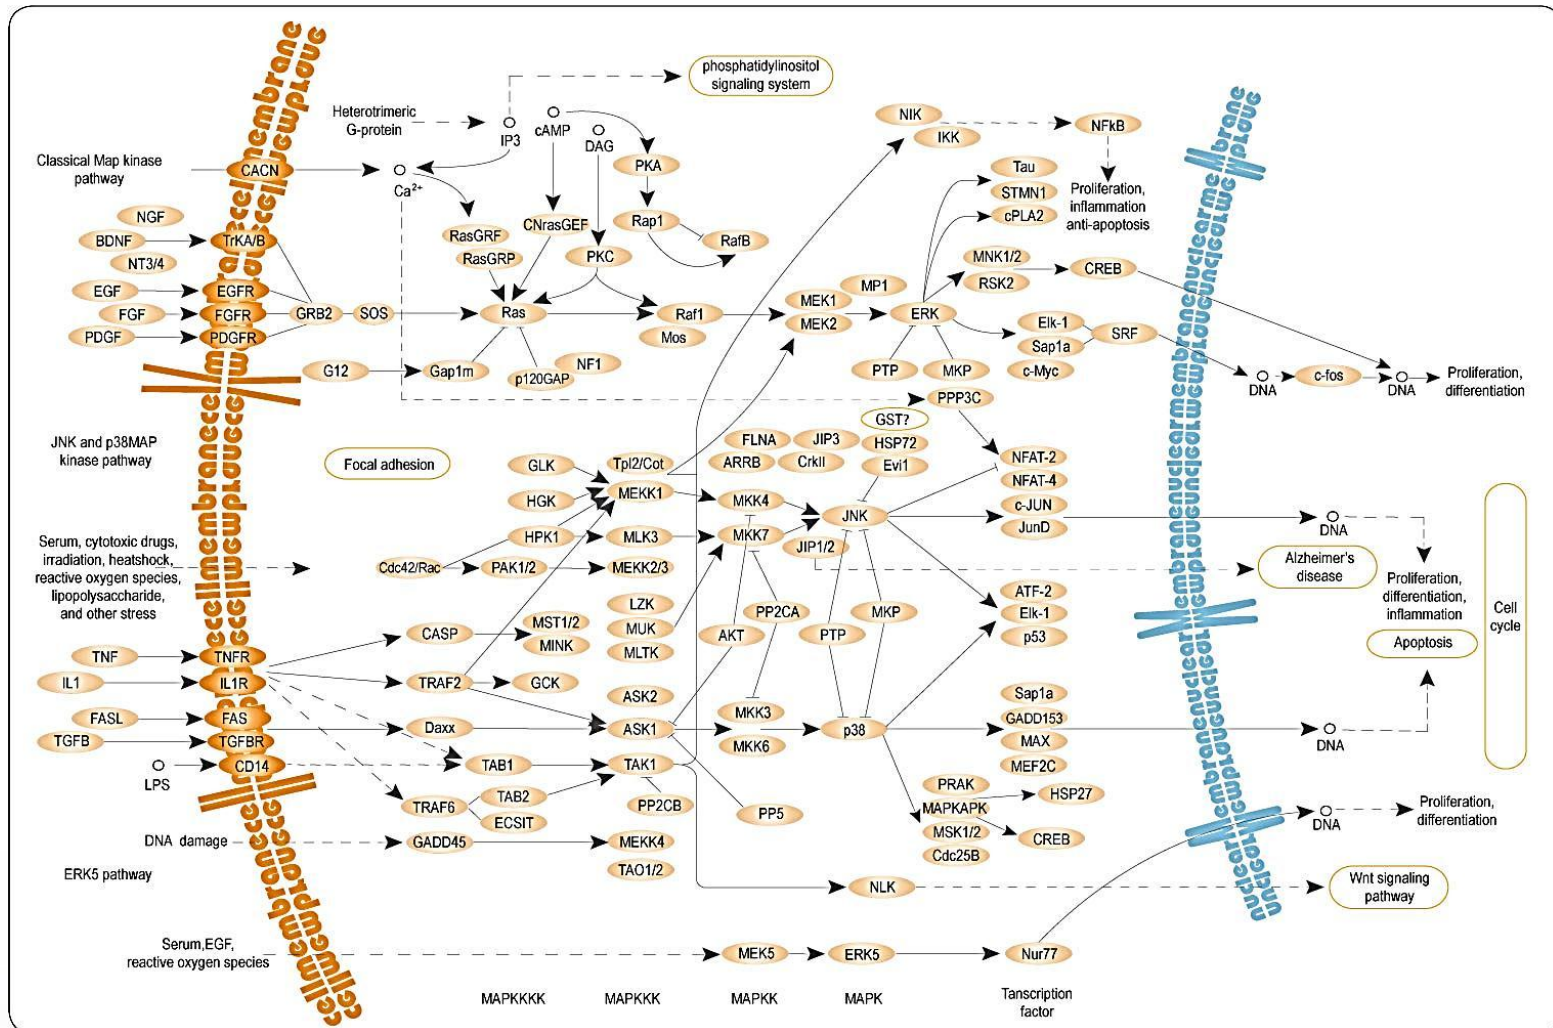 phosphatidylinositol
signaling system
Heterotrimeric
G-protein
IP3
cAMP
DAG
NIK
IKK
NFkB
Classical Map kinase
pathway
CACN
Ca2+
PKA
Tau
STMN1
cPLA2
Proliferation,
inflammation
anti-apoptosis
NGF
BDNF
NT3/4
TrKA/B
RasGRF
RasGRP
CNrasGEF
PKC
Rap1
RafB
MNK1/2
RSK2
CREB
EGF
EGFR
FGF
FGFR
PDGF
PDGFR
GRB2
SOS
Ras
Raf1
Mos
MEK1
MEK2
MP1
ERK
Elk-1
Sap1a
c-Myc
SRF
G12
Gap1m
p120GAP
NF1
PTP
MKP
DNA
c-fos
DNA
Proliferation,
differentiation
PPP3C
GST?
JNK and p38MAP
kinase pathway
Focal adhesion
GLK
HGK
HPK1
Tpl2/Cot
MEKK1
MLK3
FLNA
ARRB
JIP3
CrkII
HSP72
Evi1
NFAT-2
NFAT-4
c-JUN
JunD
MKK4
MKK7
JNK
JIP1/2
DNA
Serum, cytotoxic drugs,
irradiation, heatshock,
reactive oxygen species,
lipopolysaccharide,
and other stress
Cdc42/Rac
PAK1/2
MEKK2/3
Alzheimer's
disease
Proliferation,
differentiation,
inflammation
Cell
cycle
LZK
MUK
MLTK
AKT
PP2CA
PTP
MKP
ATF-2
Elk-1
p53
Apoptosis
CASP
MST1/2
MINK
TNF
TNFR
IL1
IL1R
TRAF2
GCK
ASK2
ASK1
FASL
FAS
TGFB
TGFBR
Daxx
MKK3
MKK6
p38
Sap1a
GADD153
MAX
MEF2C
DNA
LPS
CD14
TAB1
TAK1
TRAF6
TAB2
ECSIT
PP2CB
PP5
PRAK
MAPKAPK
MSK1/2
Cdc25B
HSP27
CREB
DNA
Proliferation,
differentiation
DNA damage
GADD45
MEKK4
TAO1/2
ERK5 pathway
NLK
Wnt signaling
pathway
Serum,EGF,
reactive oxygen species
MEK5
ERK5
Nur77
MAPKKKK
MAPKKK
MAPKK
MAPK
Tanscription
factor